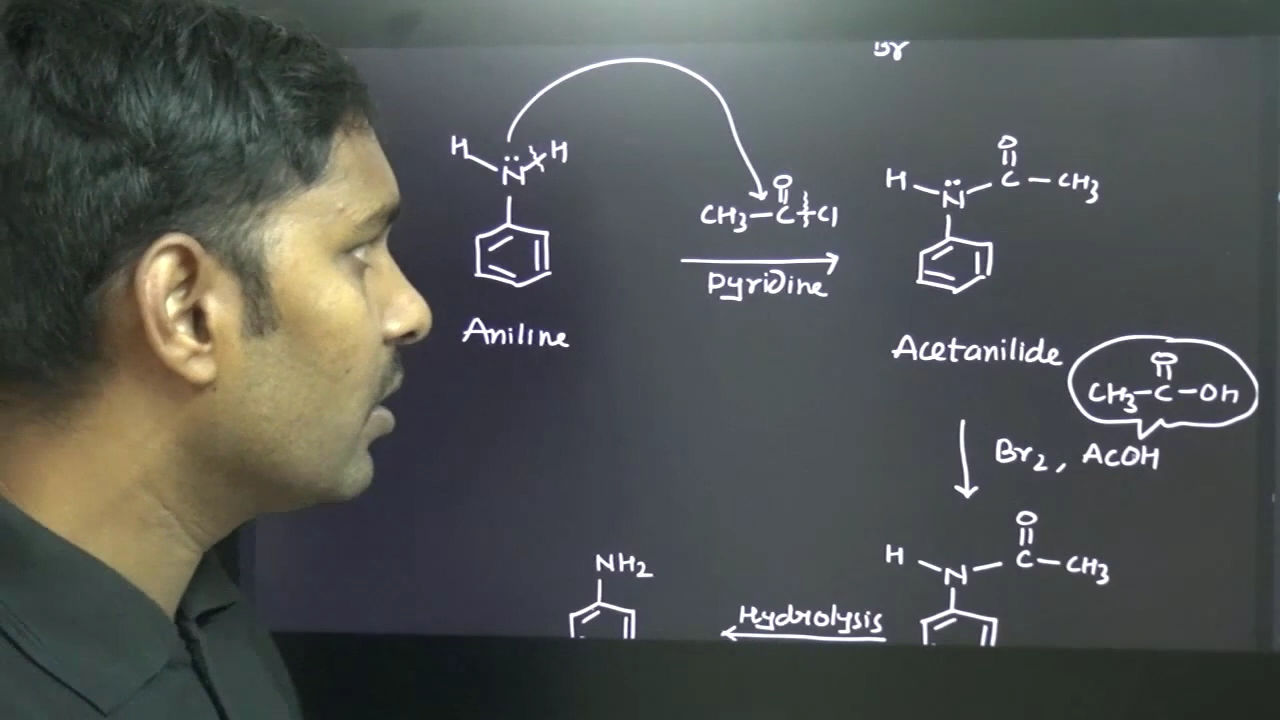 Br
H N̈ H
O
CH3-C-Cl
Pyridine
Aniline
O
H-N̈-C-CH3
Acetanilide
O
CH3-C-OH
Br2, AcOH
O
H-N-C-CH3
Hydrolysis
NH2